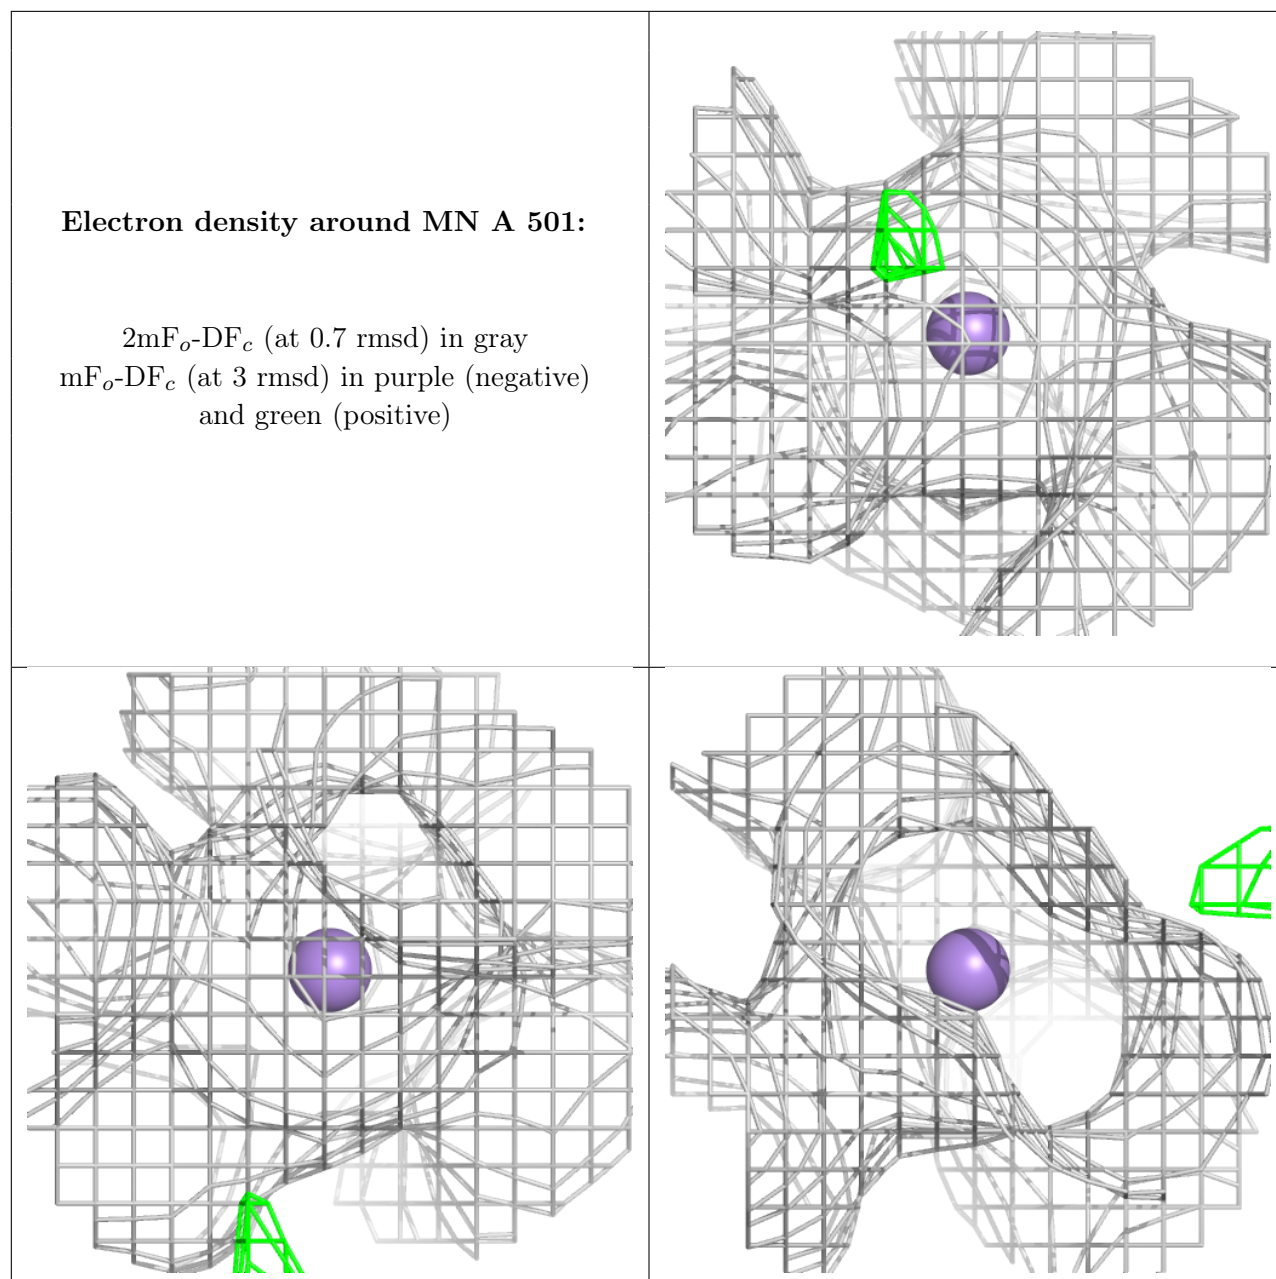 Electron density around MN A 501:
2mFo-DFc (at 0.7 rmsd) in gray
mFo-DFc (at 3 rmsd) in purple (negative)
and green (positive)